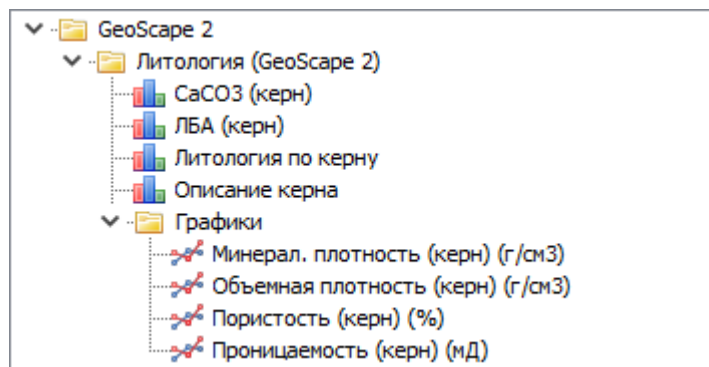 GeoScape 2
Литология (GeoScape 2)
CaCO3 (керн)
ЛБА (керн)
Литология по керну
Описание керна
Графики
Минерал. плотность (керн) (г/см3)
Объемная плотность (керн) (г/см3)
Пористость (керн) (%)
Проницаемость (керн) (мД)